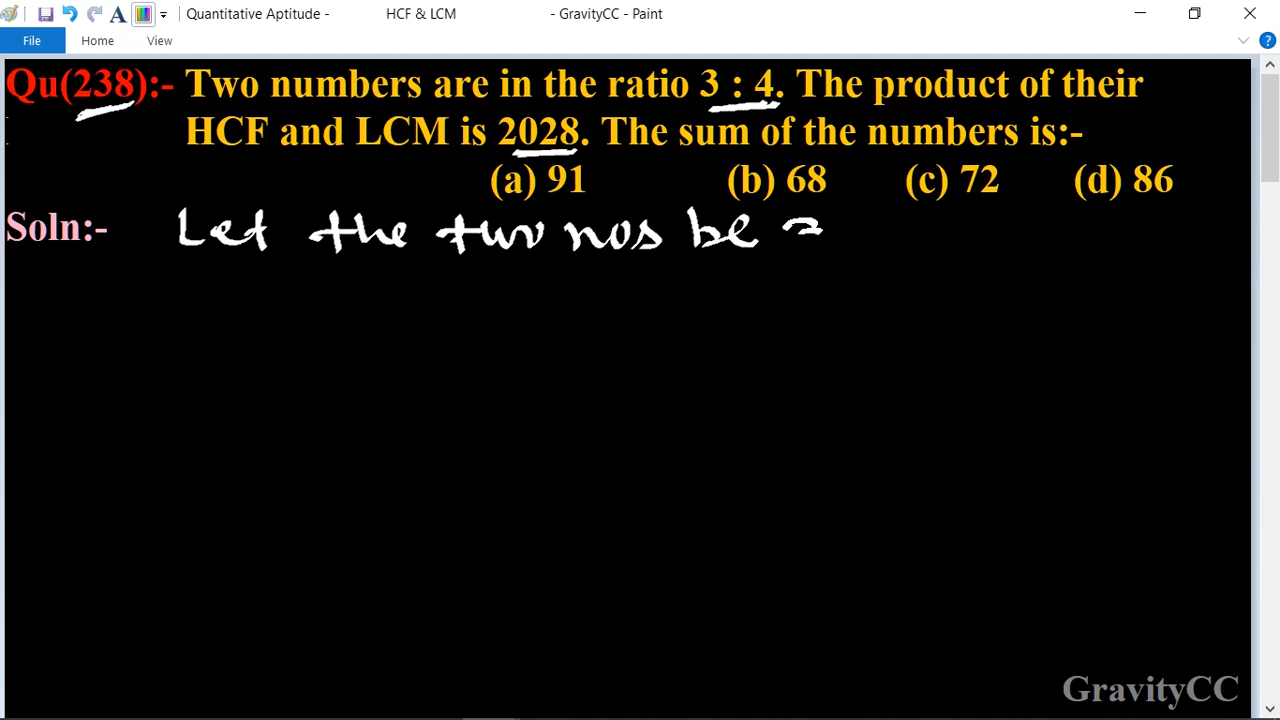 Quantitative Aptitude - HCF & LCM - GravityCC - Paint
File Home View
Qu(238):- Two numbers are in the ratio 3 : 4. The product of their
HCF and LCM is 2028. The sum of the numbers is:-
(a) 91 (b) 68 (c) 72 (d) 86
Soln:- Let the two nos be
GravityCC